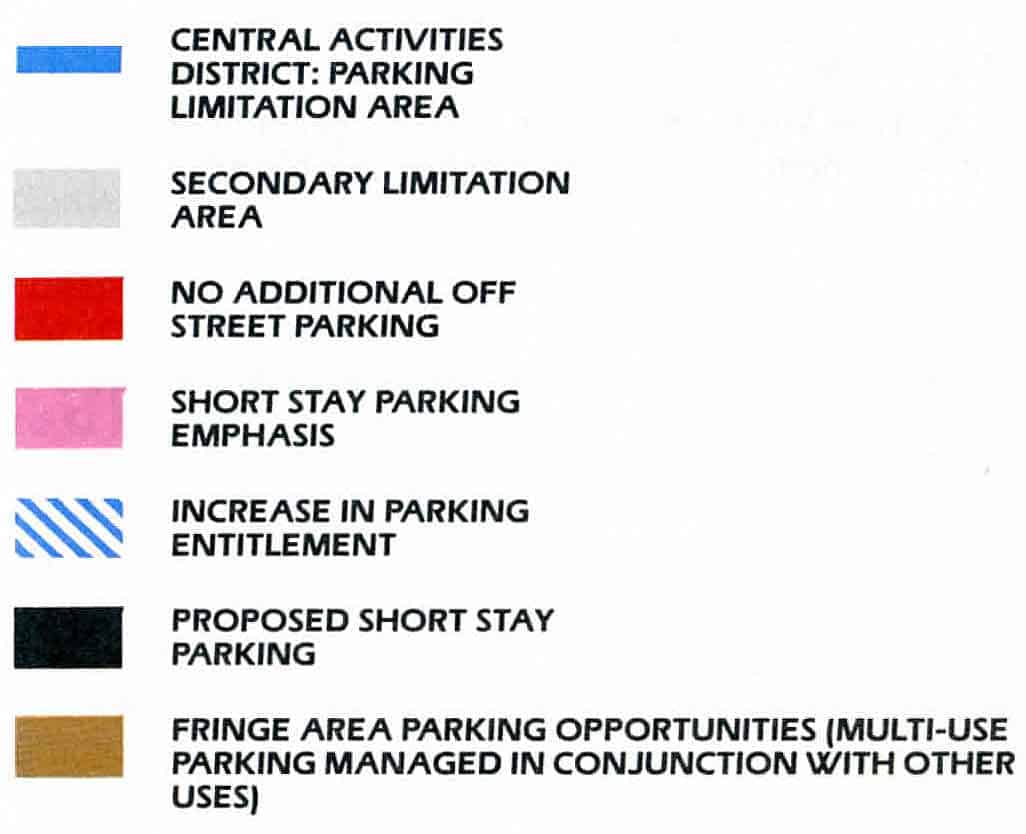 CENTRAL ACTIVITIES
DISTRICT: PARKING
LIMITATION AREA
SECONDARY LIMITATION
AREA
NO ADDITIONAL OFF
STREET PARKING
SHORT STAY PARKING
EMPHASIS
INCREASE IN PARKING
ENTITLEMENT
PROPOSED SHORT STAY
PARKING
FRINGE AREA PARKING OPPORTUNITIES (MULTI-USE
PARKING MANAGED IN CONJUNCTION WITH OTHER
USES)